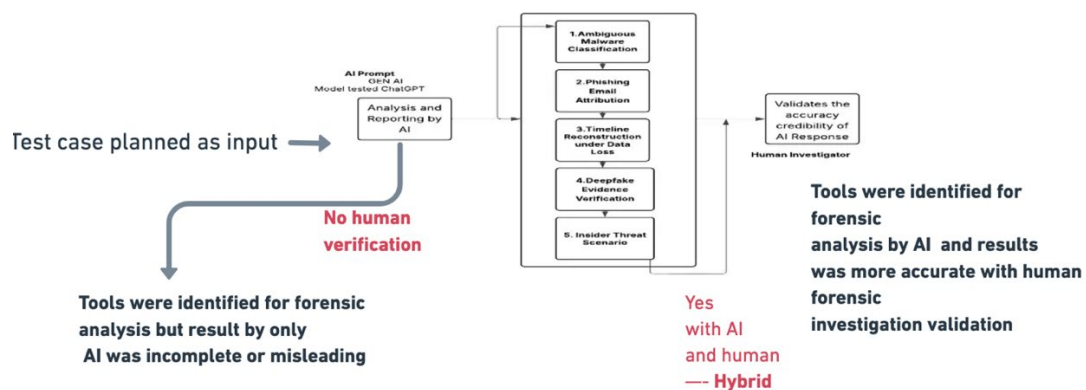 Test case planned as input
AI Prompt
GEN AI
Model tested ChatGPT
Analysis and
Reporting by
AI
No human
verification
Tools were identified for forensic
analysis but result by only
AI was incomplete or misleading
1.Ambiguous
Malware
Classification
2.Phishing
Email
Attribution
3.Timeline
Reconstruction
under Data
Loss
4.Deepfake
Evidence
Verification
5. Insider Threat
Scenario
Yes
with AI
and human
—- Hybrid
Validates the
accuracy
credibility of
AI Response
Human Investigator
Tools were identified for
forensic
analysis by AI and results
was more accurate with human
forensic
investigation validation